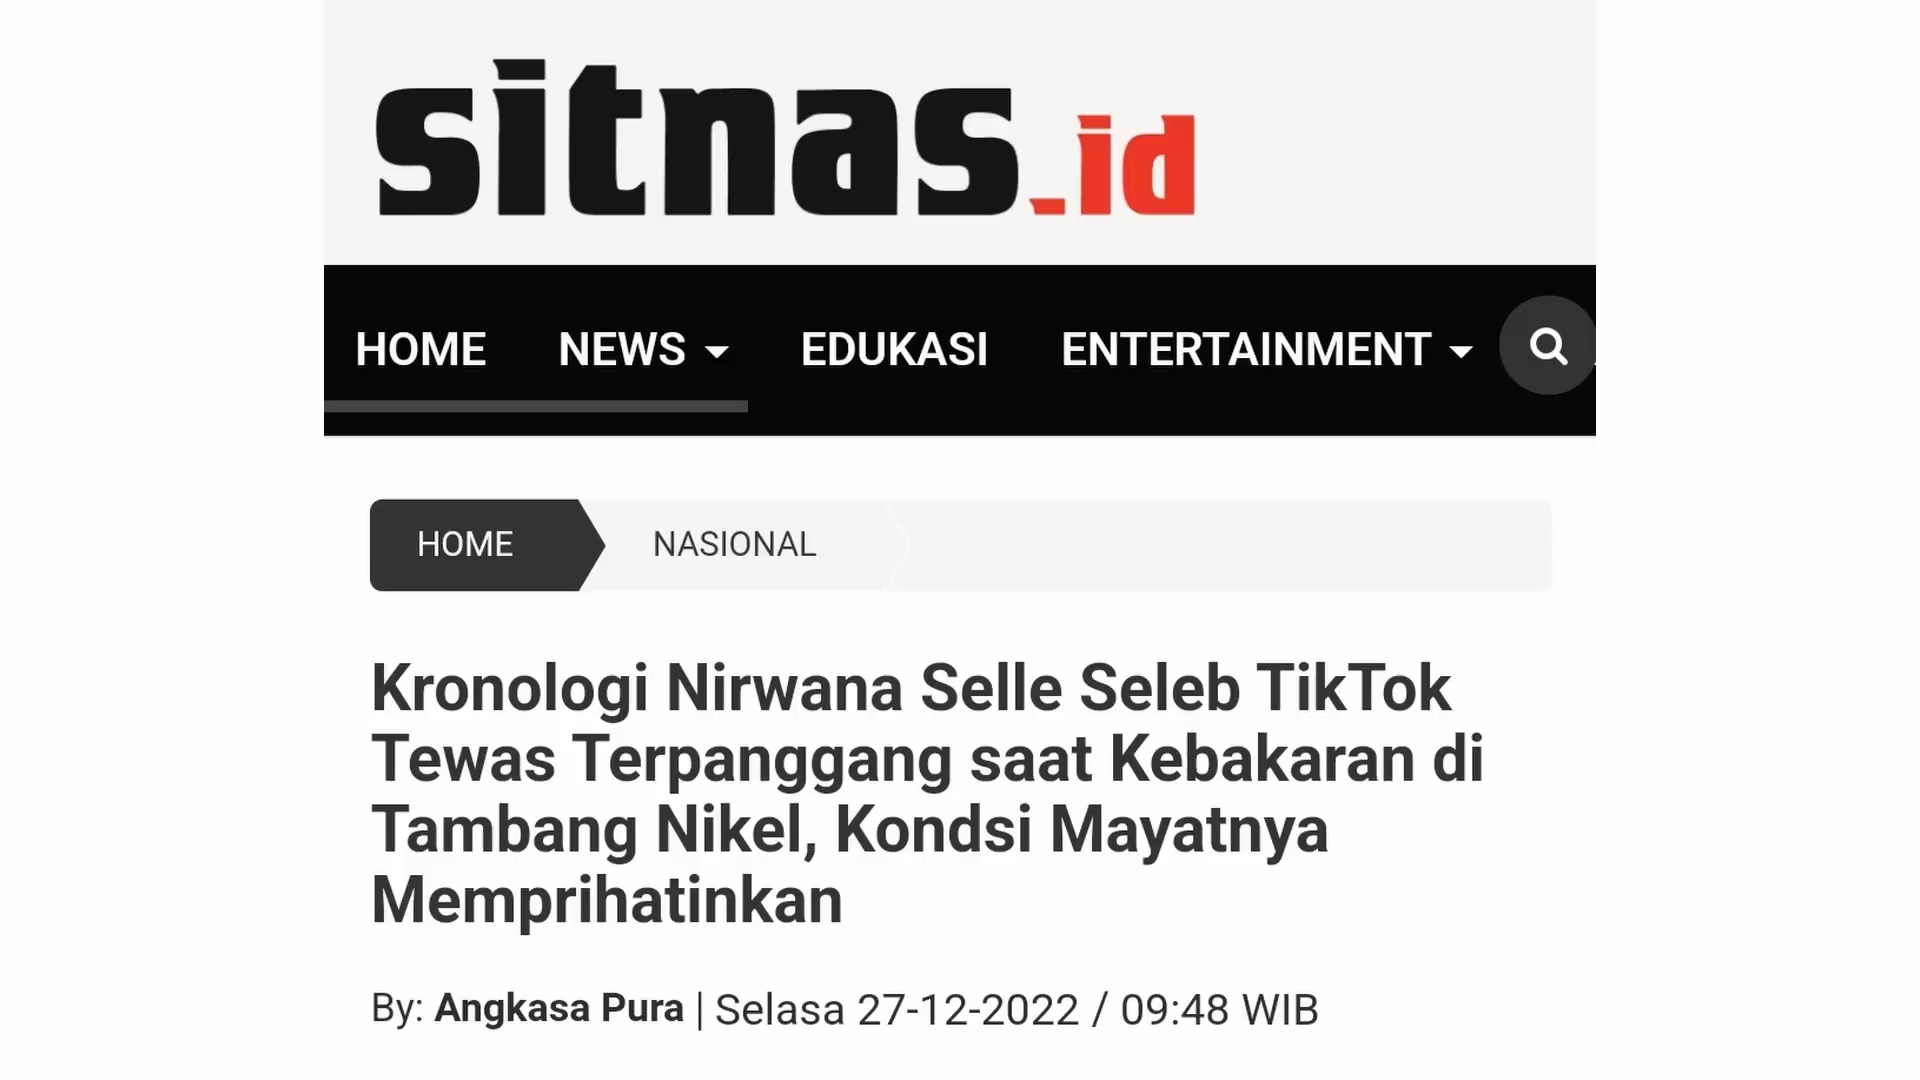 sitnas.id
HOME NEWS EDUKASI ENTERTAINMENT
HOME NASIONAL
Kronologi Nirwana Selle Seleb TikTok
Tewas Terpanggang saat Kebakaran di
Tambang Nikel, Kondsi Mayatnya
Memprihatinkan
By: Angkasa Pura | Selasa 27-12-2022 / 09:48 WIB